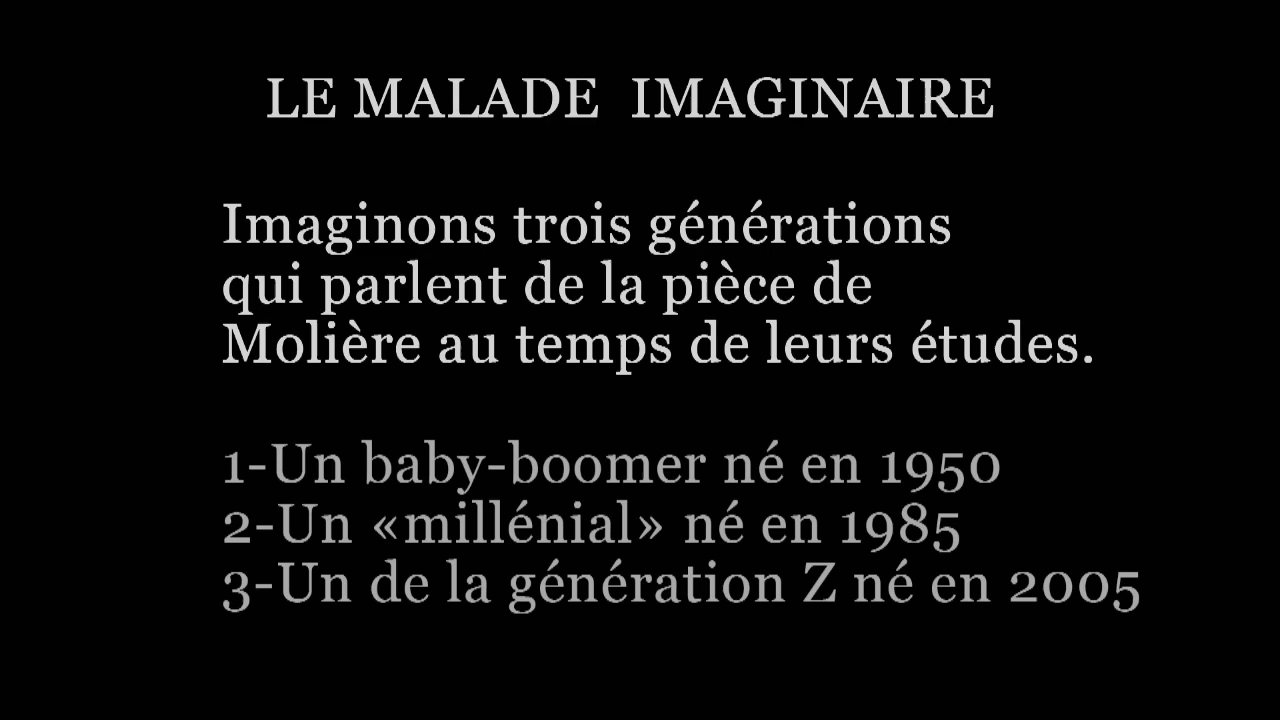 LE MALADE IMAGINAIRE
Imaginons trois générations
qui parlent de la pièce de
Molière au temps de leurs études.
1-Un baby-boomer né en 1950
2-Un «millénial» né en 1985
3-Un de la génération Z né en 2005